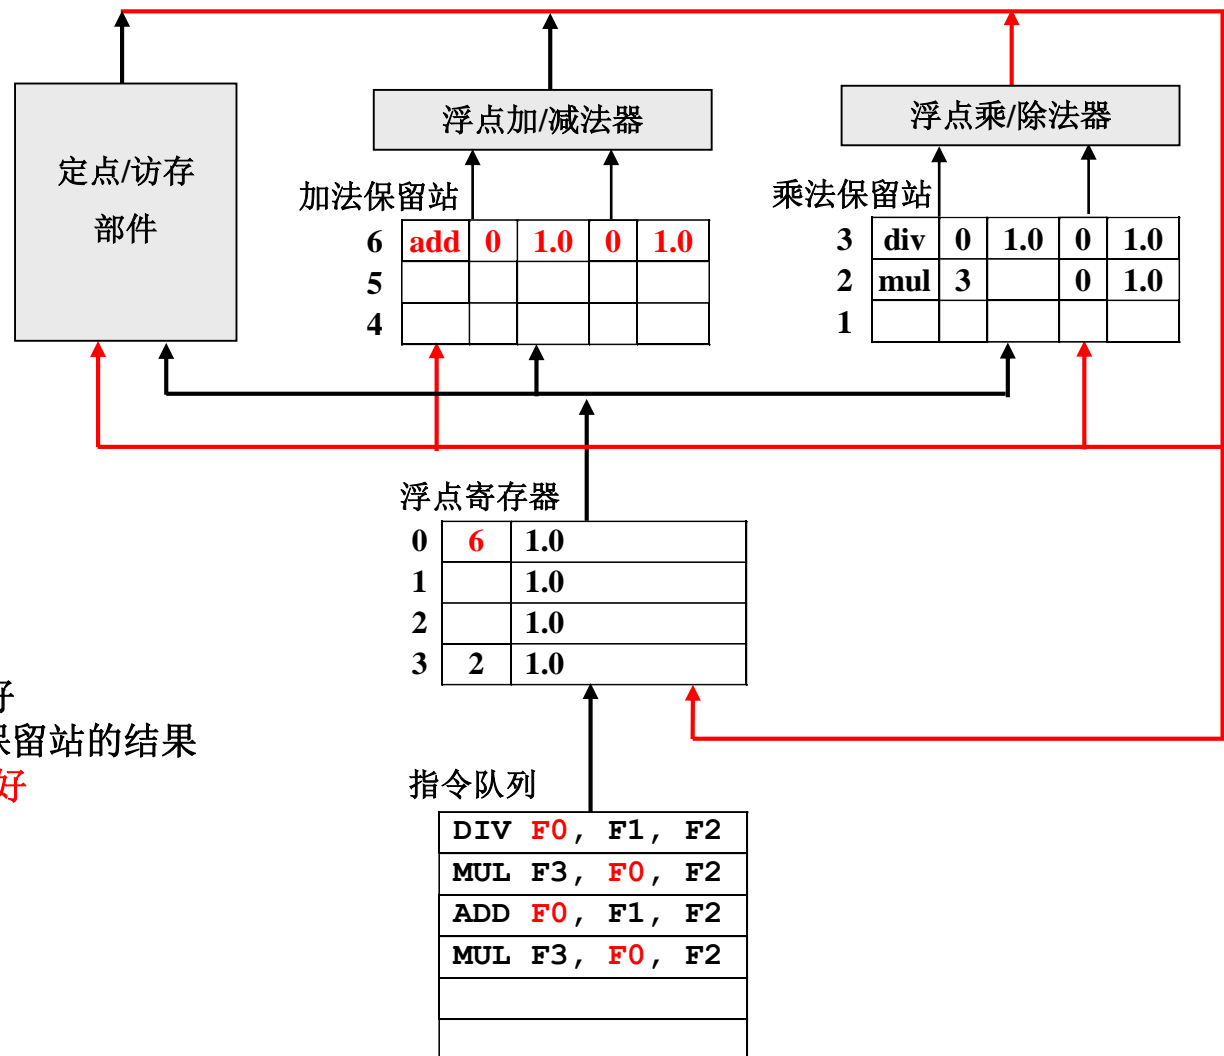 定点/访存
部件
浮点加/减法器
浮点乘/除法器
加法保留站
6 add 0 1.0 0 1.0
5
4
乘法保留站
3 div 0 1.0 0 1.0
2 mul 3 0 1.0
1
浮点寄存器
0 6 1.0
1 1.0
2 1.0
3 2 1.0
好
保留站的结果
好
指令队列
DIV F0, F1, F2
MUL F3, F0, F2
ADD F0, F1, F2
MUL F3, F0, F2